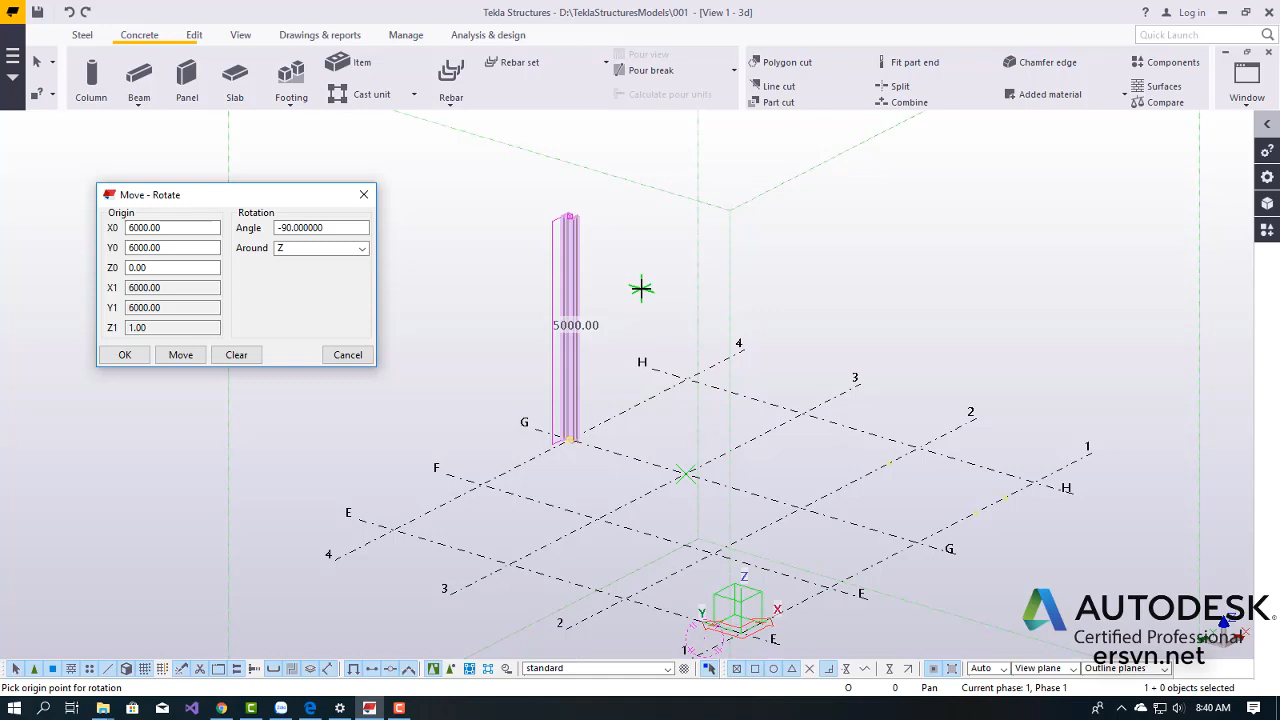 Tekla Structures - D:\TeklaStructuresModels\001 - [View 1 - 3d]
? Log in
Steel Concrete Edit View Drawings & reports Manage Analysis & design
Quick Launch
Column
Beam
Panel
Slab
Footing
Item
Cast unit
Rebar
Rebar set
Pour view
Pour break
Calculate pour units
Polygon cut
Line cut
Part cut
Fit part end
Split
Combine
Chamfer edge
Added material
Components
Surfaces
Compare
Window
Move - Rotate
Origin
X0 6000.00
Y0 6000.00
Z0 0.00
X1 6000.00
Y1 6000.00
Z1 1.00
Rotation
Angle -90.000000
Around Z
OK Move Clear Cancel
5000.00
4
H
3
2
G
1
F
H
E
G
4
Z
3
E
Y
X
2
E
1
AUTODESK.
Certified Professional
ersvn.net
standard
Auto
View plane
Outline planes
Pick origin point for rotation
O 0 Pan Current phase: 1, Phase 1 1 + 0 objects selected
8:40 AM